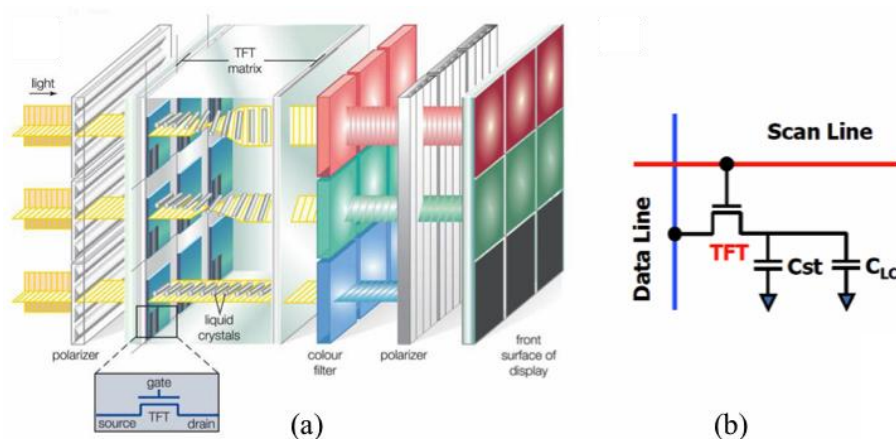 TFT
matrix
light
polarizer
liquid
crystals
colour
filter
polarizer
front
surface of
display
gate
source
TFT
drain
(a)
Scan Line
Data Line
TFT
Cst
CLC
(b)